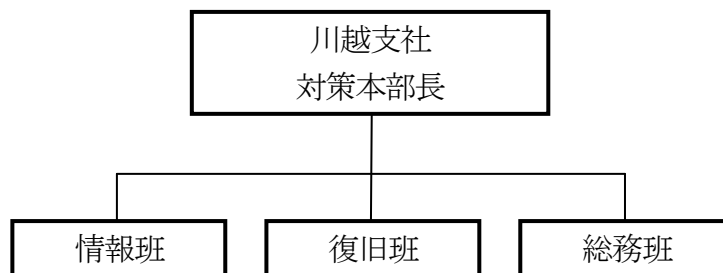 川越支社
対策本部長
情報班
復旧班
総務班